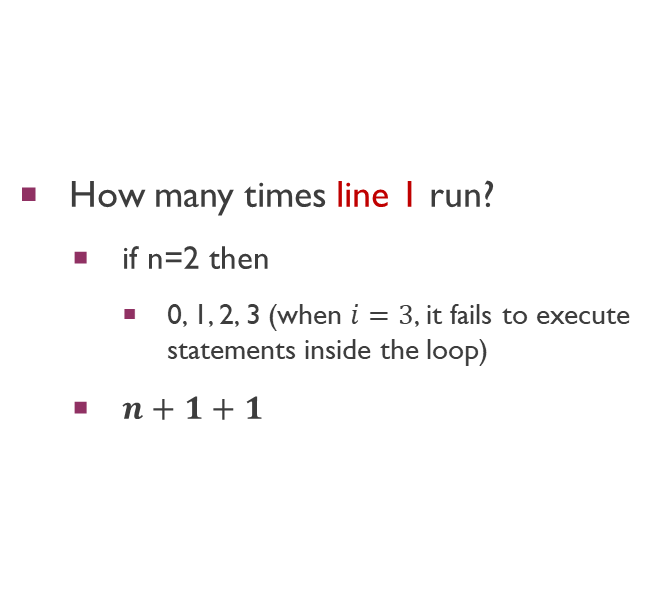 ▪ How many times line 1 run?
▪ if n=2 then
▪ 0, 1, 2, 3 (when i = 3, it fails to execute
statements inside the loop)
▪ n + 1 + 1